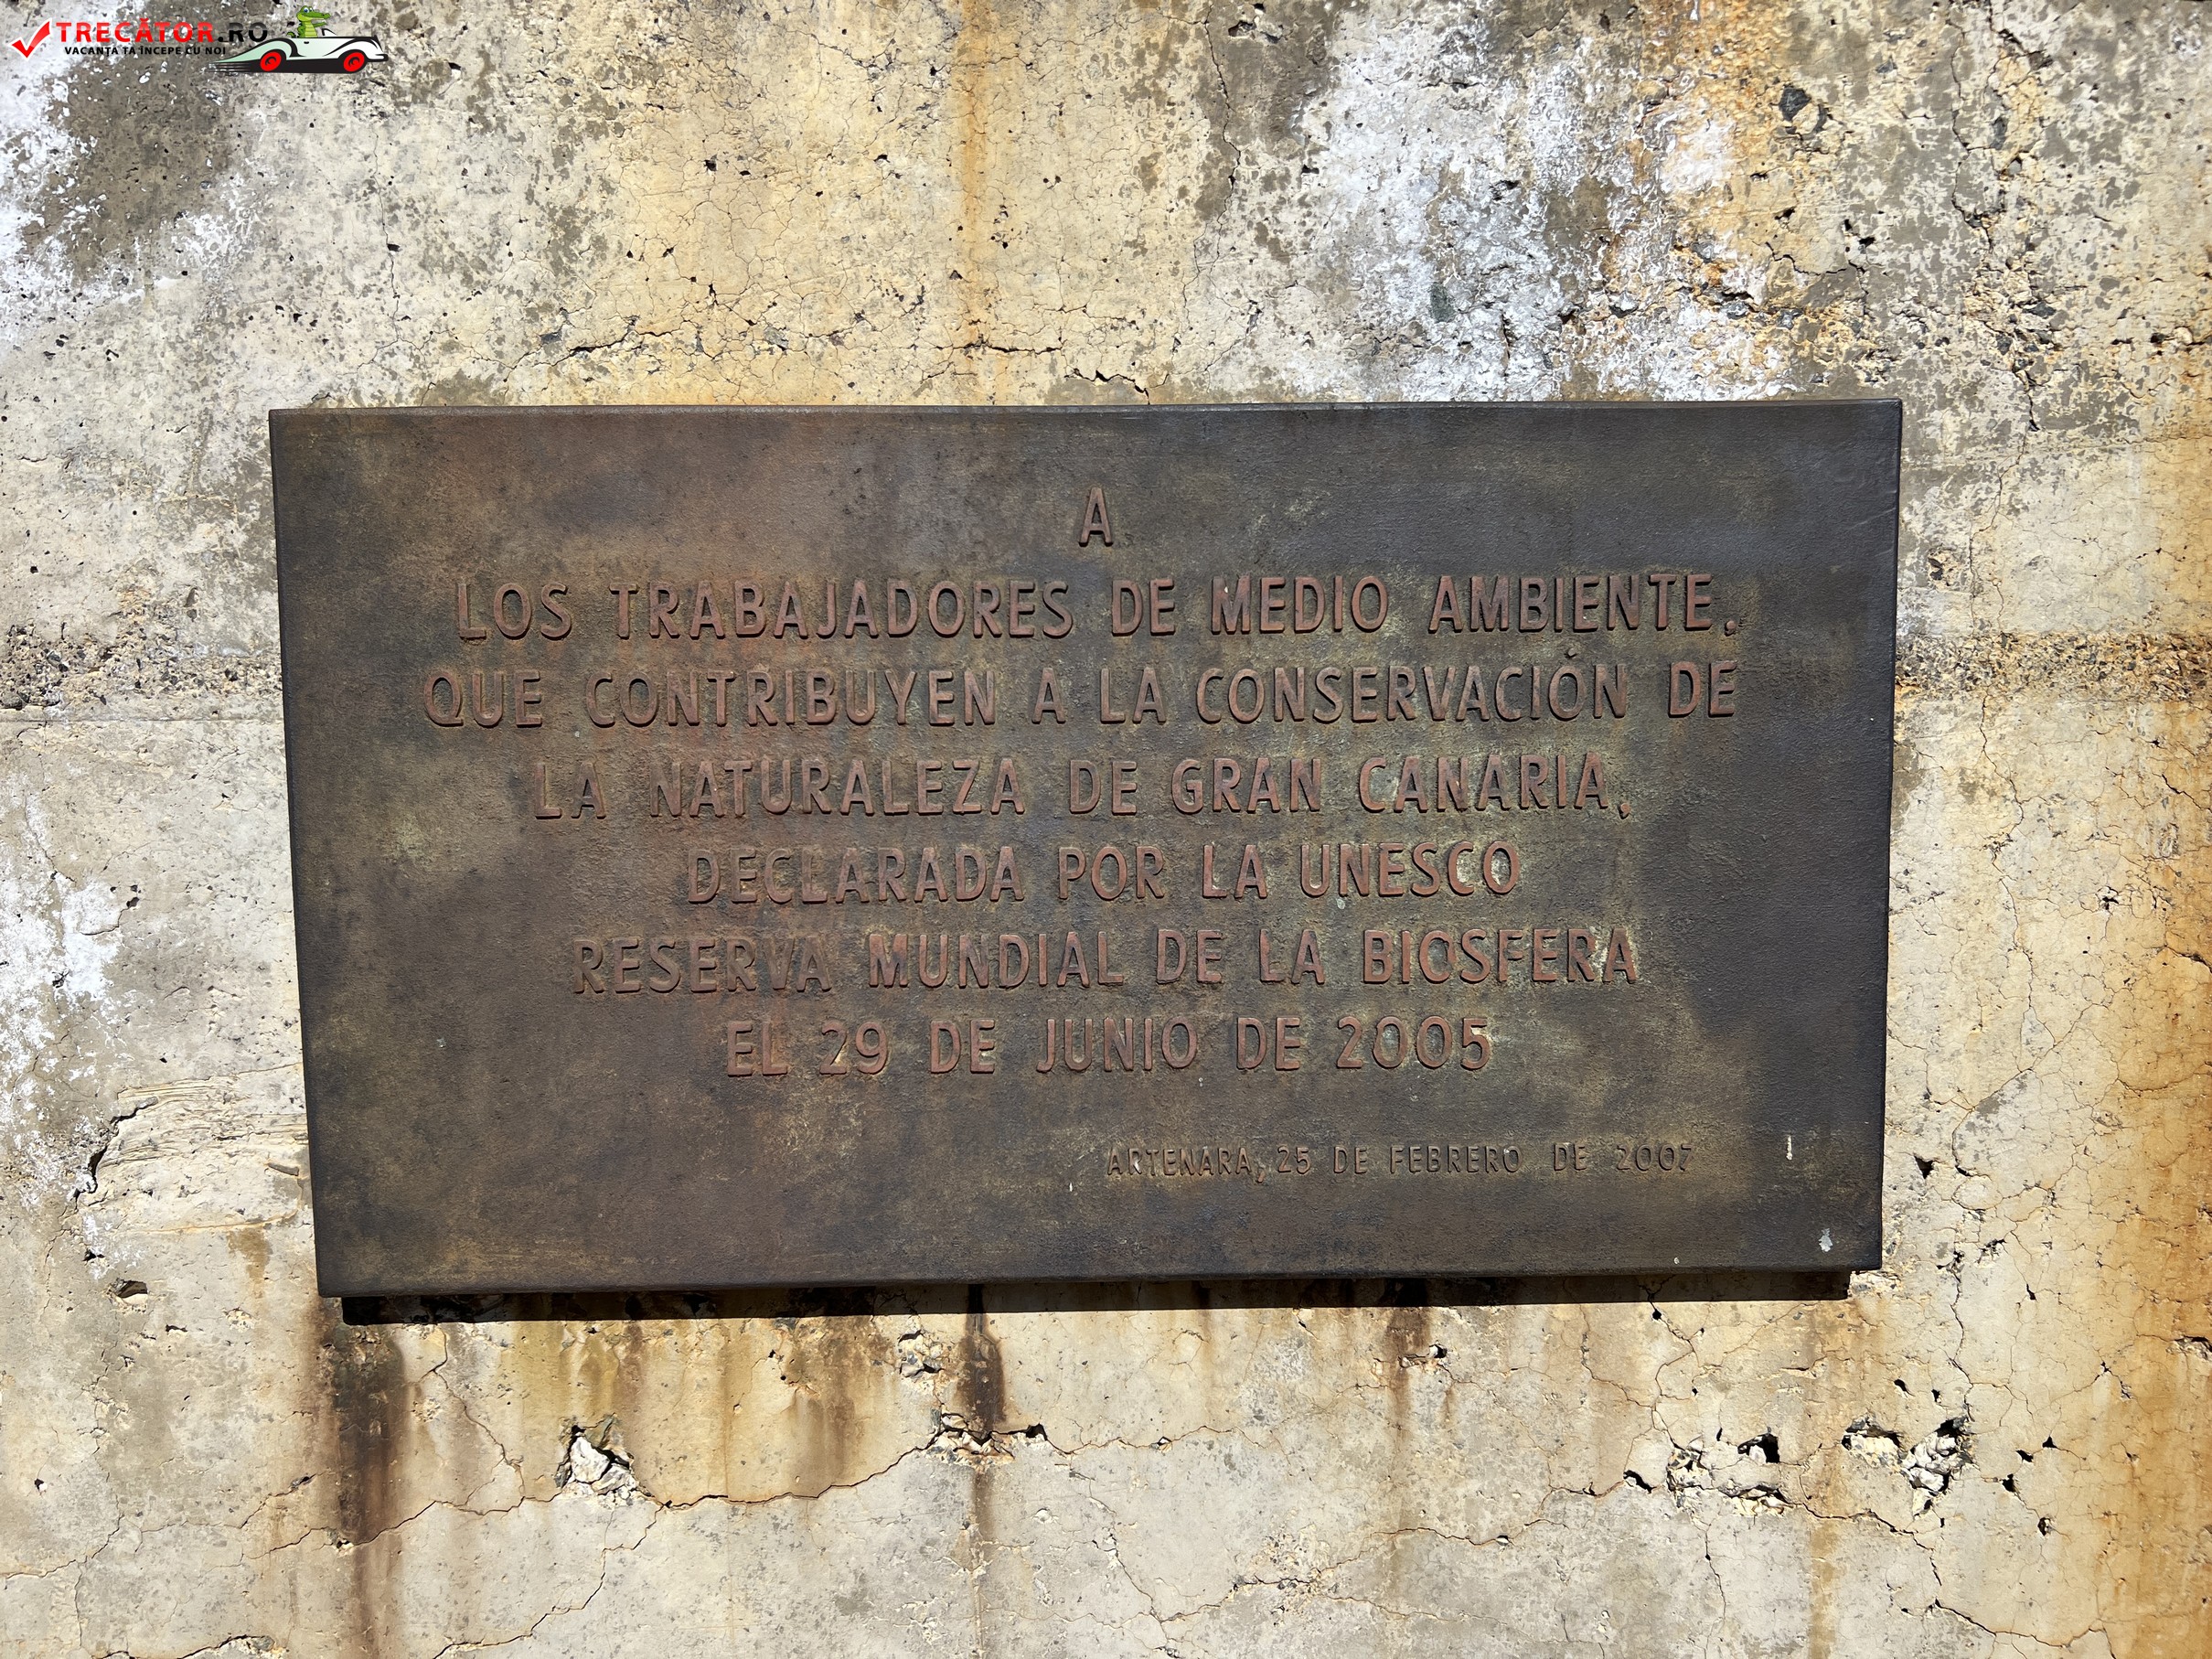 TRECĂTOR.RO
VACANȚA TA ÎNCEPE CU NOI
A
LOS TRABAJADORES DE MEDIO AMBIENTE,
QUE CONTRIBUYEN A LA CONSERVACIÓN DE
LA NATURALEZA DE GRAN CANARIA,
DECLARADA POR LA UNESCO
RESERVA MUNDIAL DE LA BIOSFERA
EL 29 DE JUNIO DE 2005
ARTENARA, 25 DE FEBRERO DE 2007